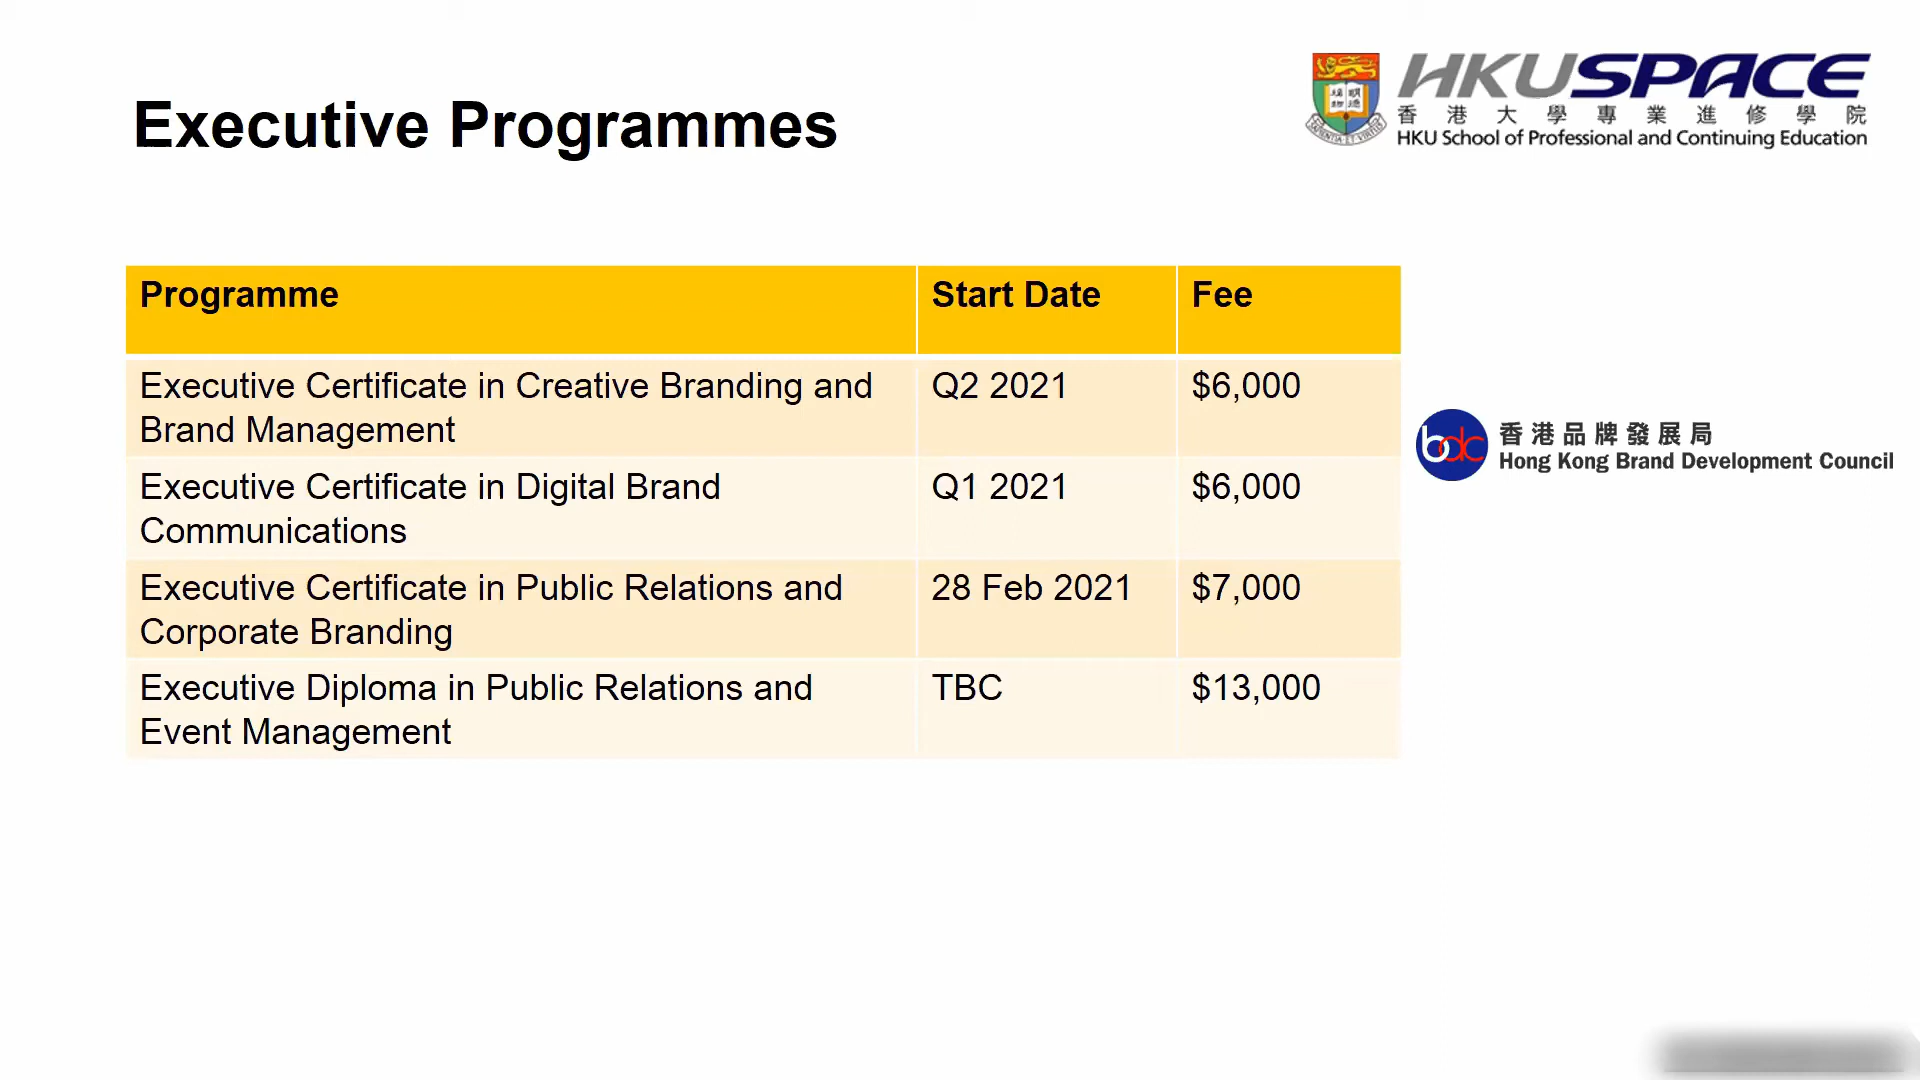 Executive Programmes
HKUSPACE
香港大學專業進修學院
HKU School of Professional and Continuing Education
Programme Start Date Fee
Executive Certificate in Creative Branding and Q2 2021 $6,000
Brand Management
bdc 香港品牌發展局
Hong Kong Brand Development Council
Executive Certificate in Digital Brand Q1 2021 $6,000
Communications
Executive Certificate in Public Relations and 28 Feb 2021 $7,000
Corporate Branding
Executive Diploma in Public Relations and TBC $13,000
Event Management